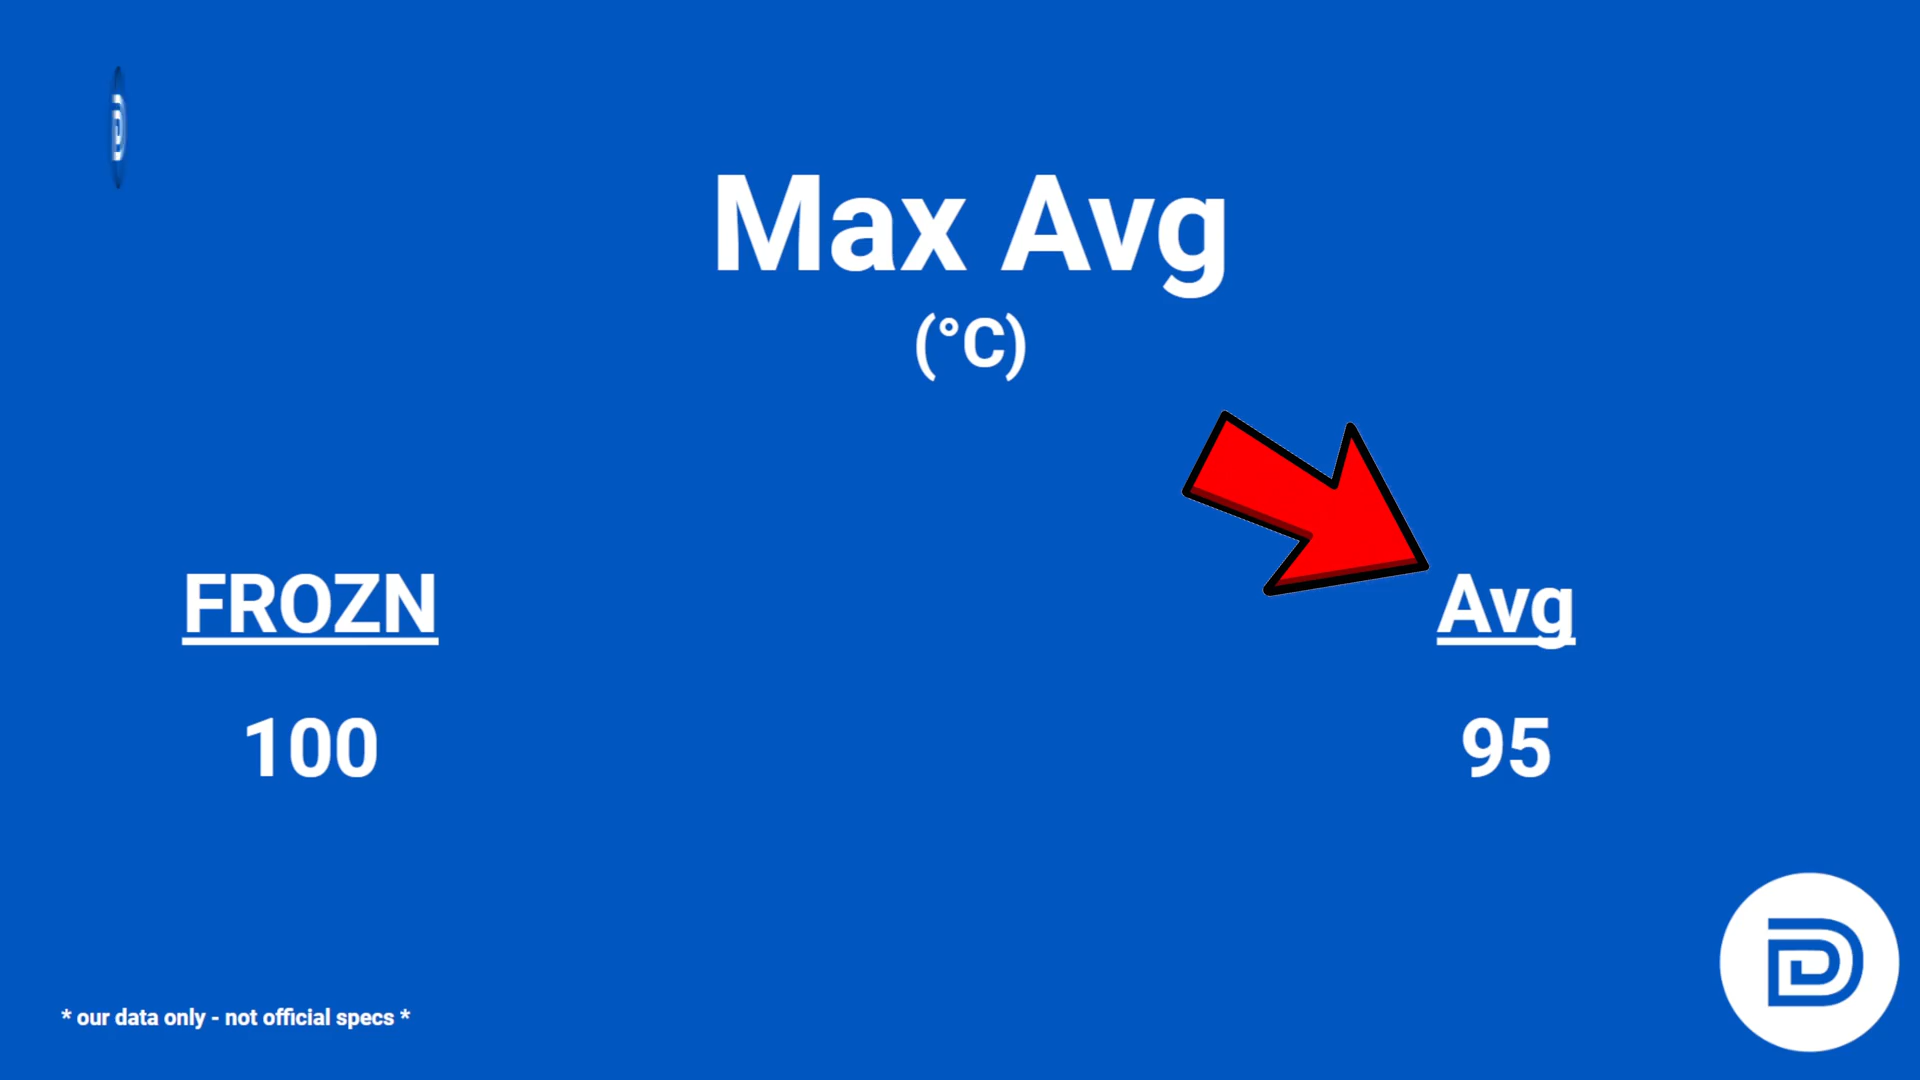 Max Avg
(°C)
FROZN
Avg
100
95
* our data only - not official specs *